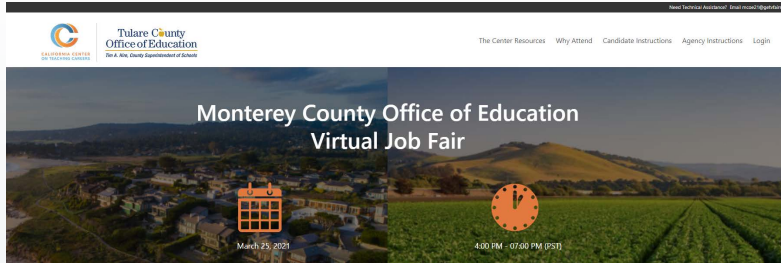 Need Technical Assistance? Email mcoe21@getvfairs
CALIFORNIA CENTER
ON TEACHING CAREERS
Tulare County
Office of Education
Tim A. Hire, County Superintendent of Schools
The Center Resources Why Attend Candidate Instructions Agency Instructions Login
Monterey County Office of Education
Virtual Job Fair
March 25, 2021
4:00 PM - 07:00 PM (PST)